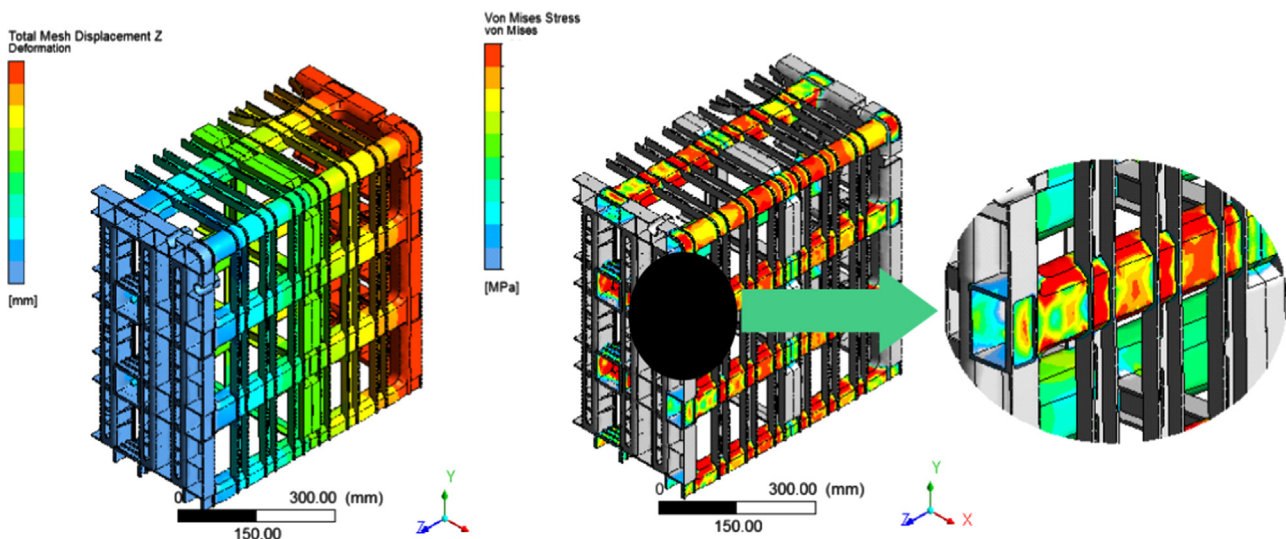 Total Mesh Displacement Z
Deformation
[mm]
0 300.00 (mm)
150.00
Y
Z
Von Mises Stress
von Mises
[MPa]
0 300.00 (mm)
150.00
Y
Z X